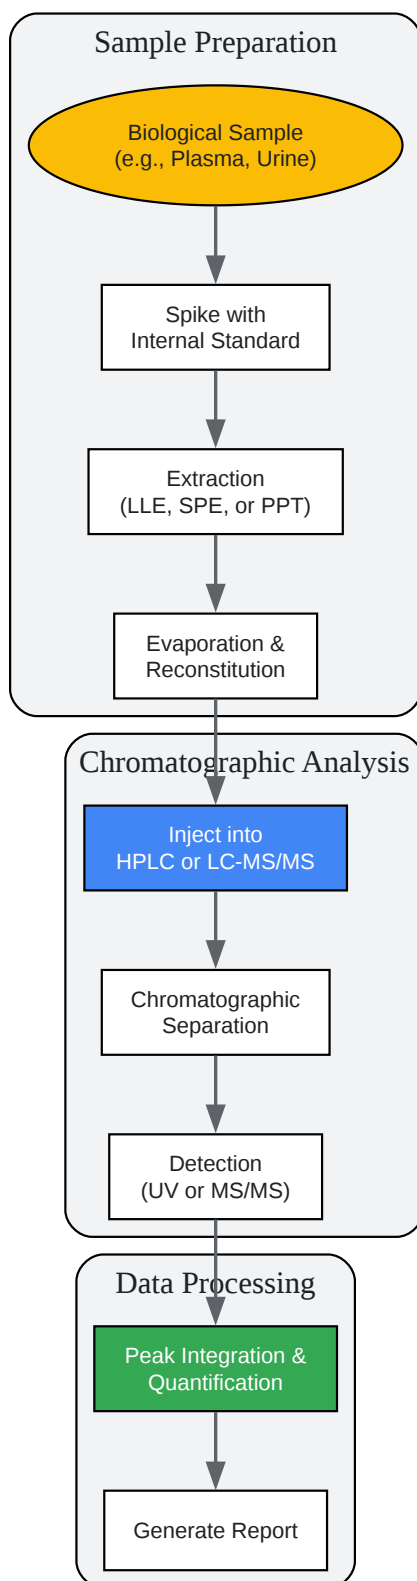 Sample Preparation
Biological Sample
(e.g., Plasma, Urine)
Spike with
Internal Standard
Extraction
(LLE, SPE, or PPT)
Evaporation &
Reconstitution
Chromatographic Analysis
Inject into
HPLC or LC-MS/MS
Chromatographic
Separation
Detection
(UV or MS/MS)
Data Processing
Peak Integration &
Quantification
Generate Report